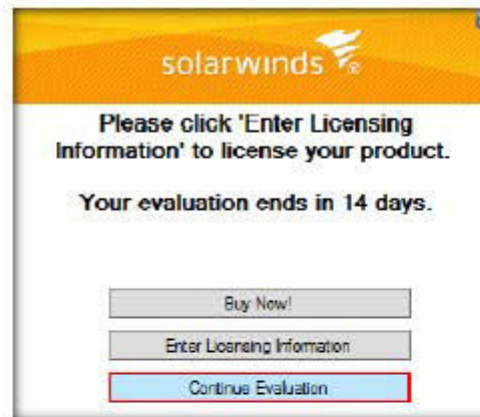 solarwinds ®
Please click 'Enter Licensing
Information' to license your product.
Your evaluation ends in 14 days.
Buy Now!
Enter Licensing Information
Continue Evaluation